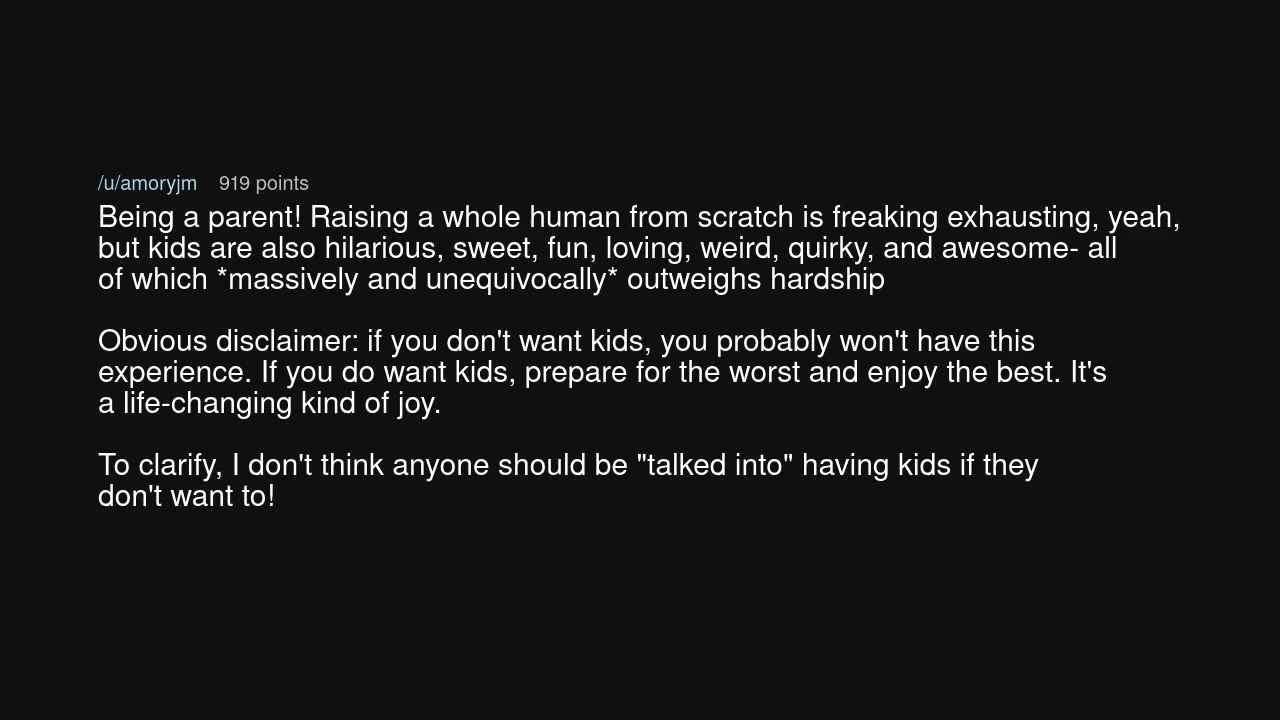 /u/amoryjm 919 points
Being a parent! Raising a whole human from scratch is freaking exhausting, yeah,
but kids are also hilarious, sweet, fun, loving, weird, quirky, and awesome- all
of which *massively and unequivocally* outweighs hardship
Obvious disclaimer: if you don't want kids, you probably won't have this
experience. If you do want kids, prepare for the worst and enjoy the best. It's
a life-changing kind of joy.
To clarify, I don't think anyone should be "talked into" having kids if they
don't want to!